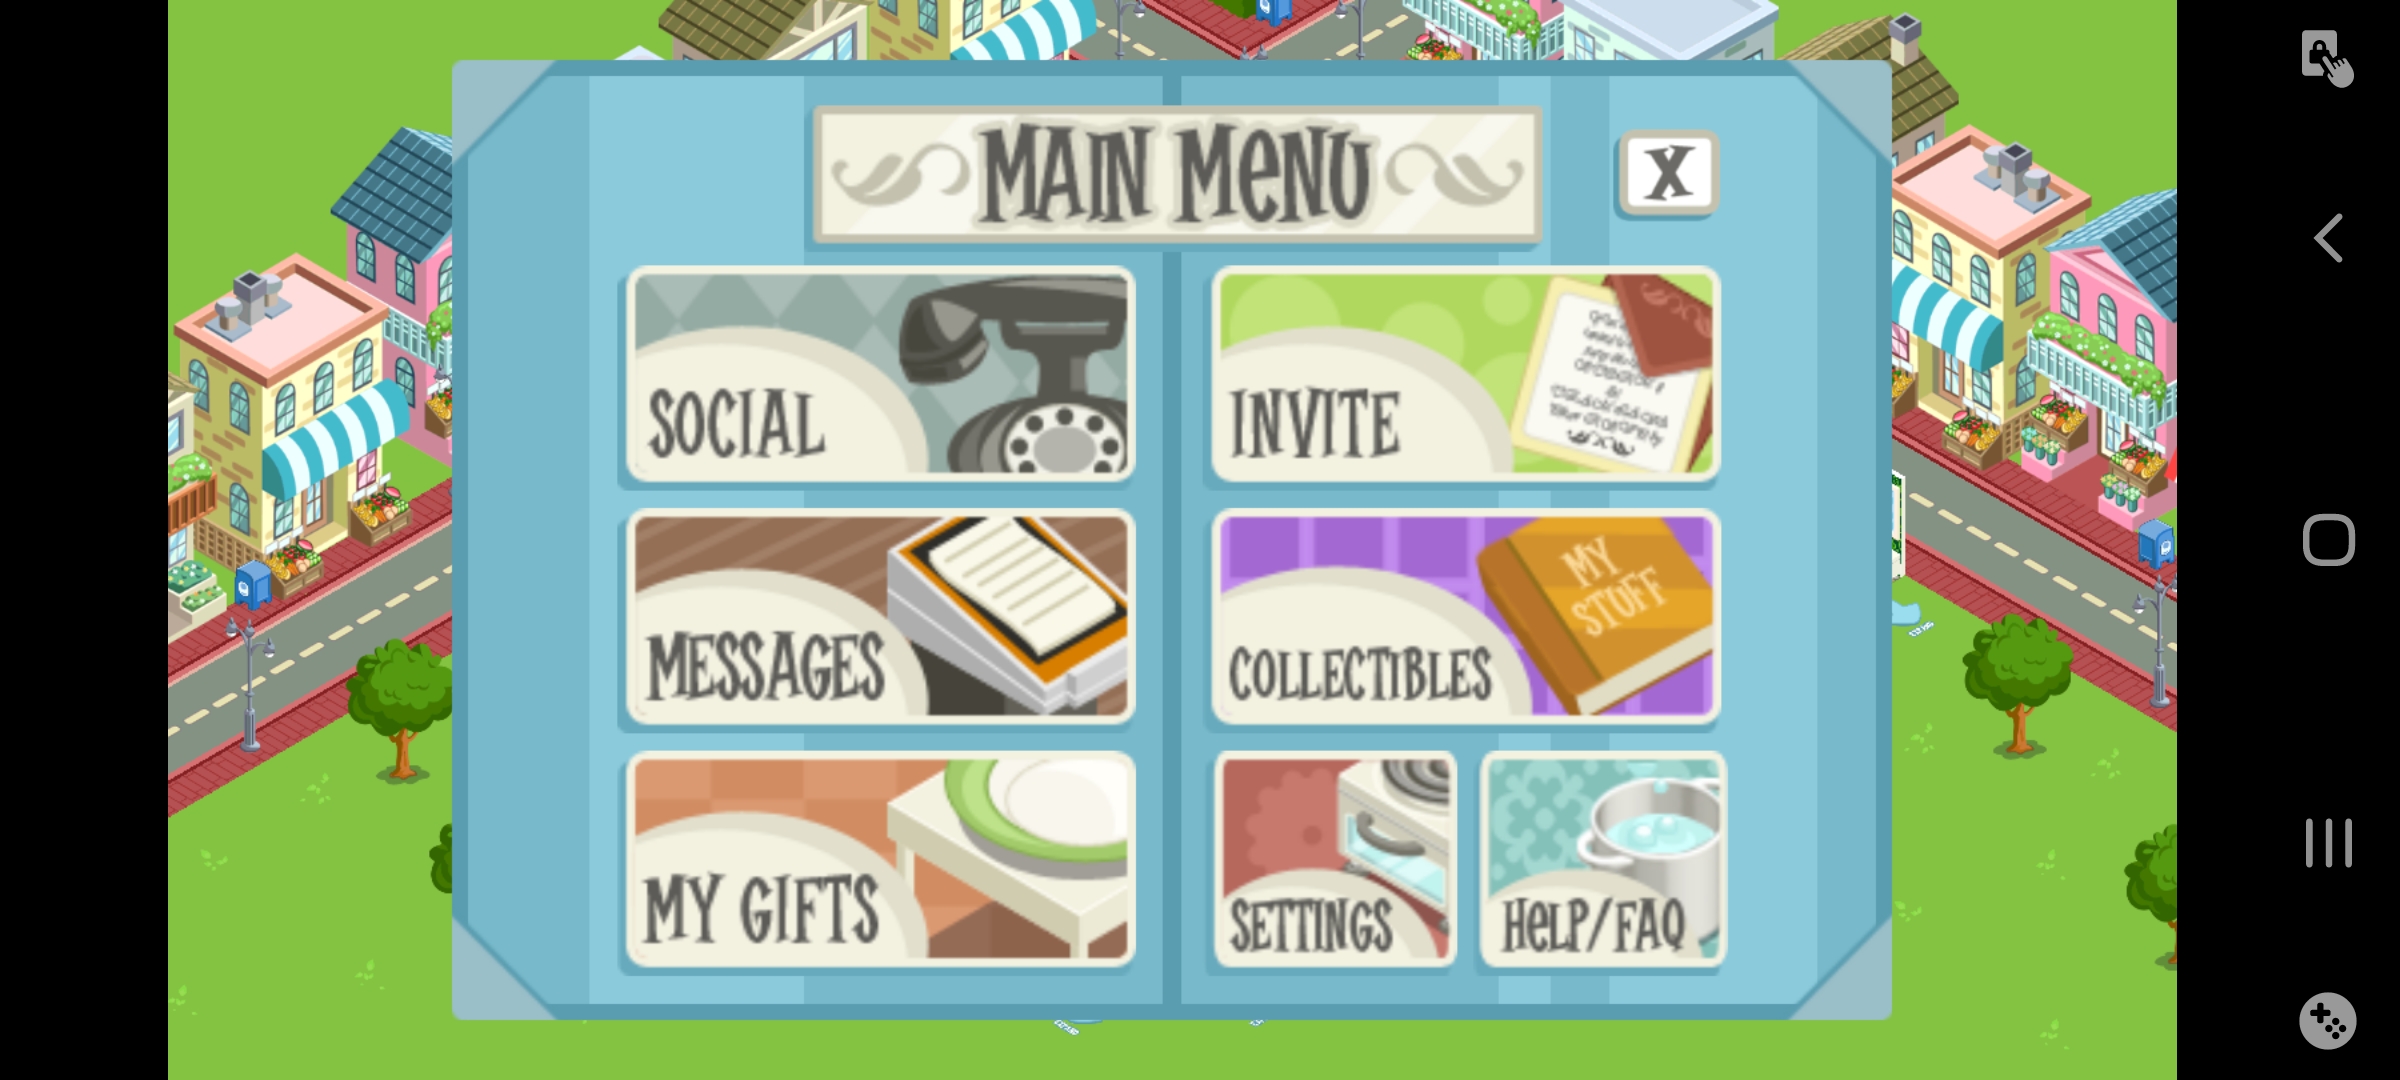 MAIN MENU
X
SOCIAL
INVITE
MESSAGES
MY
STUFF
COLLECTIBLES
MY GIFTS
SETTINGS
HELP/FAQ